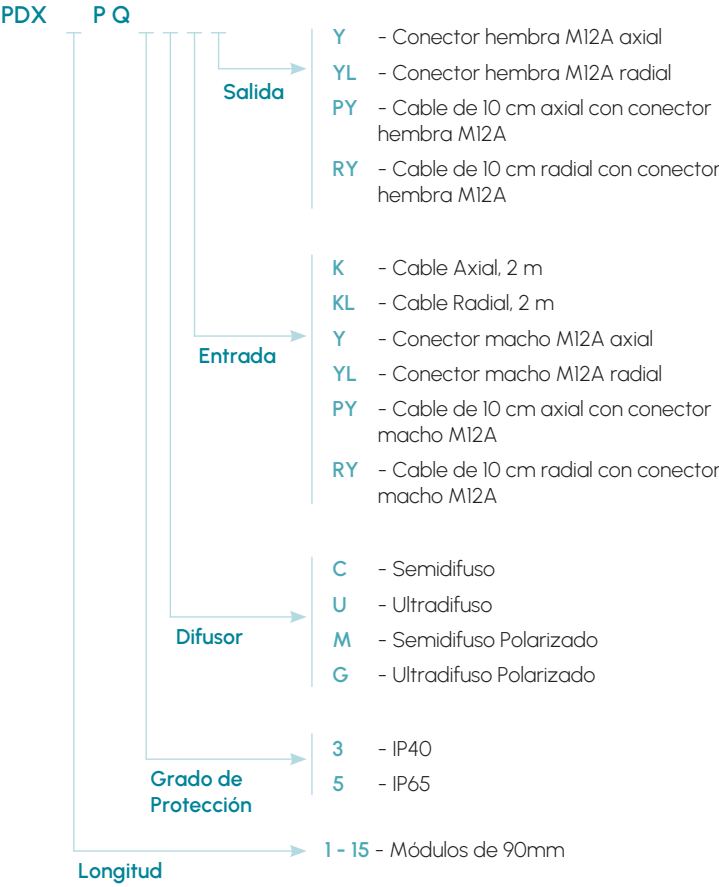 PDX _ P Q _ _ _ _
Y - Conector hembra M12A axial
YL - Conector hembra M12A radial
Salida
PY - Cable de 10 cm axial con conector
hembra M12A
RY - Cable de 10 cm radial con conector
hembra M12A
K - Cable Axial, 2 m
KL - Cable Radial, 2 m
Y - Conector macho M12A axial
Entrada
YL - Conector macho M12A radial
PY - Cable de 10 cm axial con conector
macho M12A
RY - Cable de 10 cm radial con conector
macho M12A
C - Semidifuso
U - Ultradifuso
Difusor
M - Semidifuso Polarizado
G - Ultradifuso Polarizado
3 - IP40
Grado de
Protección
5 - IP65
1 - 15 - Módulos de 90mm
Longitud